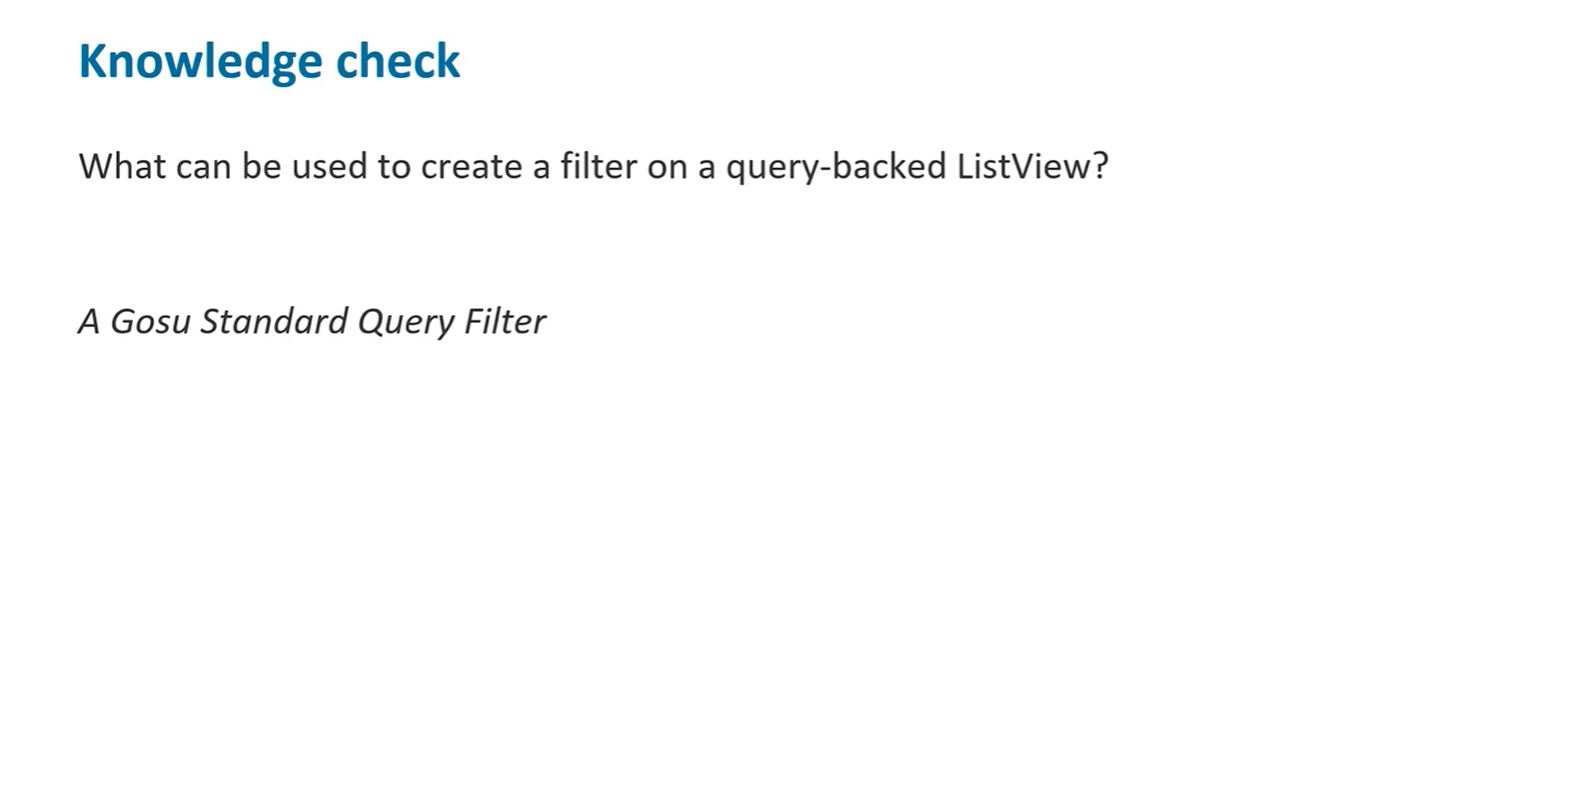 Knowledge check
What can be used to create a filter on a query-backed ListView?
A Gosu Standard Query Filter